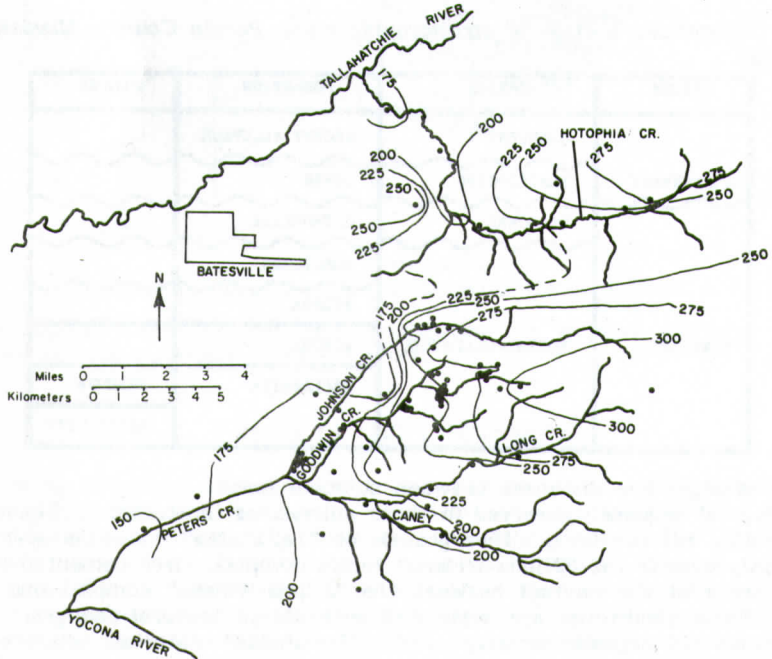 TALLAHATCHIE RIVER
175
200
HOTOPHIA CR.
200
225
250
275
225
250
275
250
250
225
BATESVILLE
250
N
225
250
175
200
275
275
300
Miles 0 1 2 3 4
Kilometers 0 1 2 3 4 5
JOHNSON CR.
GOODWIN CR.
300
LONG CR.
175
250
275
225
150
PETERS CR.
CANEY CR.
200
200
200
YOCONA RIVER